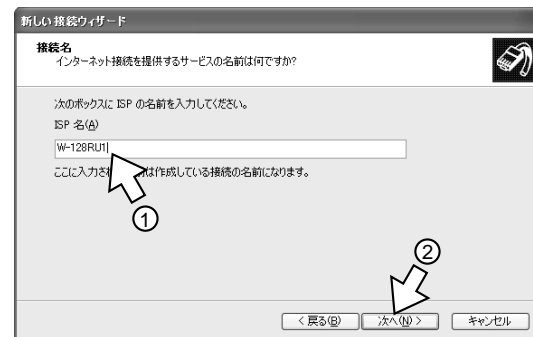 新しい接続ウィザード
接続名
インターネット接続を提供するサービスの名前は何ですか?
次のボックスに ISP の名前を入力してください。
ISP 名(A)
W-128RU1
ここに入力され 前は作成している接続の名前になります。
①
②
< 戻る(B)
次へ(N) >
キャンセル